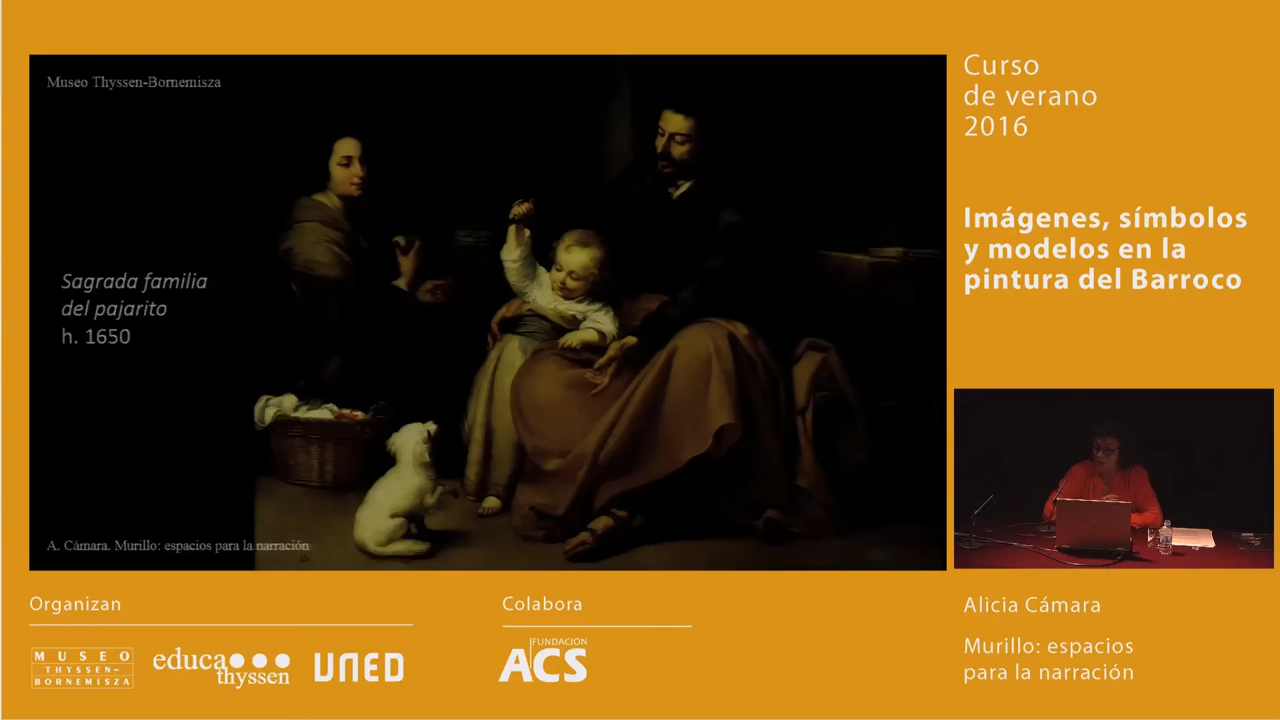 Museo Thyssen-Bornemisza
Sagrada familia
del pajarito
h. 1650
A. Cámara. Murillo: espacios para la narración
Curso
de verano
2016
Imágenes, símbolos
y modelos en la
pintura del Barroco
Organizan
MUSEO
THYSSEN-
BORNEMISZA
educa
thyssen
UNED
Colabora
FUNDACION
ACS
Alicia Cámara
Murillo: espacios
para la narración